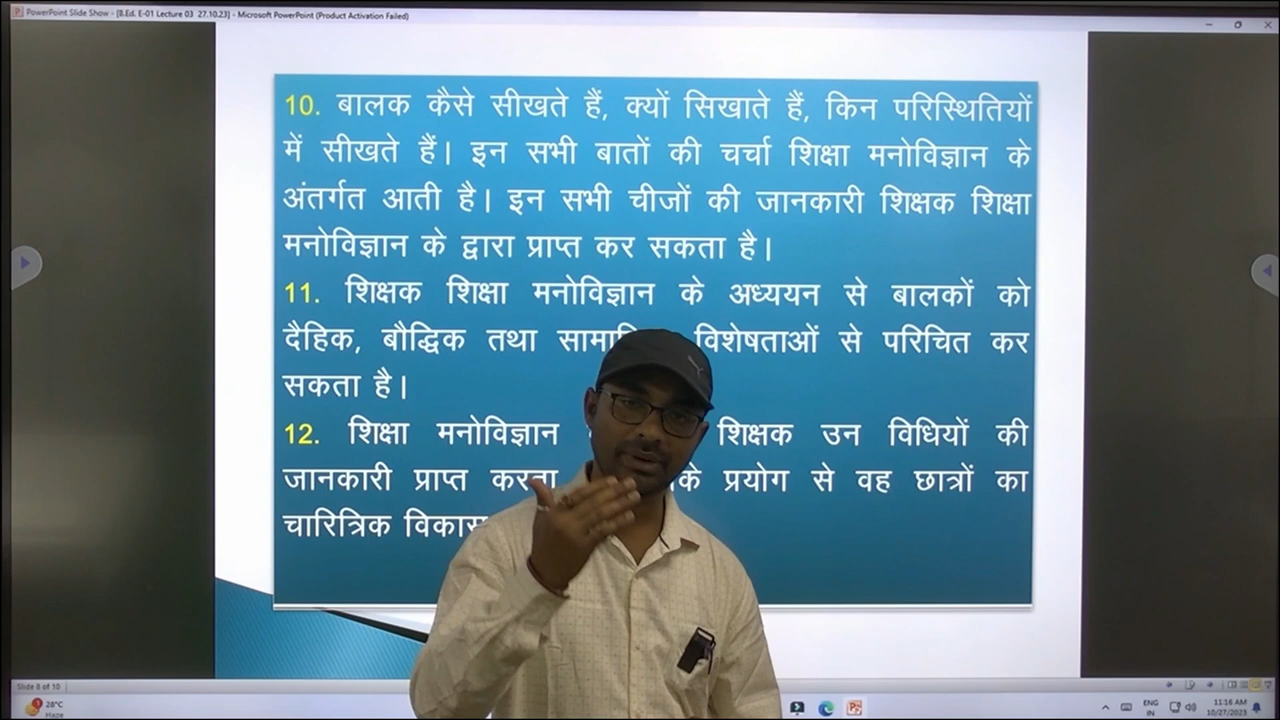 PowerPoint Slide Show - [B.Ed. E-01 Lecture 03 27.10.23] - Microsoft PowerPoint (Product Activation Failed)
10. बालक कैसे सीखते हैं, क्यों सिखाते हैं, किन परिस्थितियों
में सीखते हैं। इन सभी बातों की चर्चा शिक्षा मनोविज्ञान के
अंतर्गत आती है। इन सभी चीजों की जानकारी शिक्षक शिक्षा
मनोविज्ञान के द्वारा प्राप्त कर सकता है।
11. शिक्षक शिक्षा मनोविज्ञान के अध्ययन से बालकों को
दैहिक, बौद्धिक तथा विशेषताओं से परिचित कर
सकता है।
12. शिक्षा मनोविज्ञान शिक्षक उन विधियों की
जानकारी प्राप्त करता के प्रयोग से वह छात्रों का
चारित्रिक विकास
Slide 8 of 10
28°C
Haze
ENG
IN
11:16 AM
10/27/2023